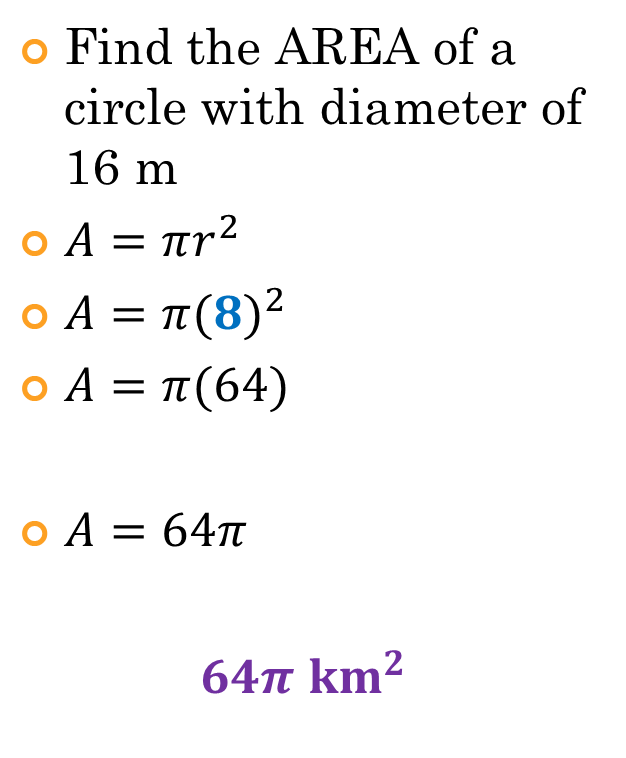 Find the AREA of a
circle with diameter of
16 m
A = πr²
A = π(8)²
A = π(64)
A = 64π
64π km²